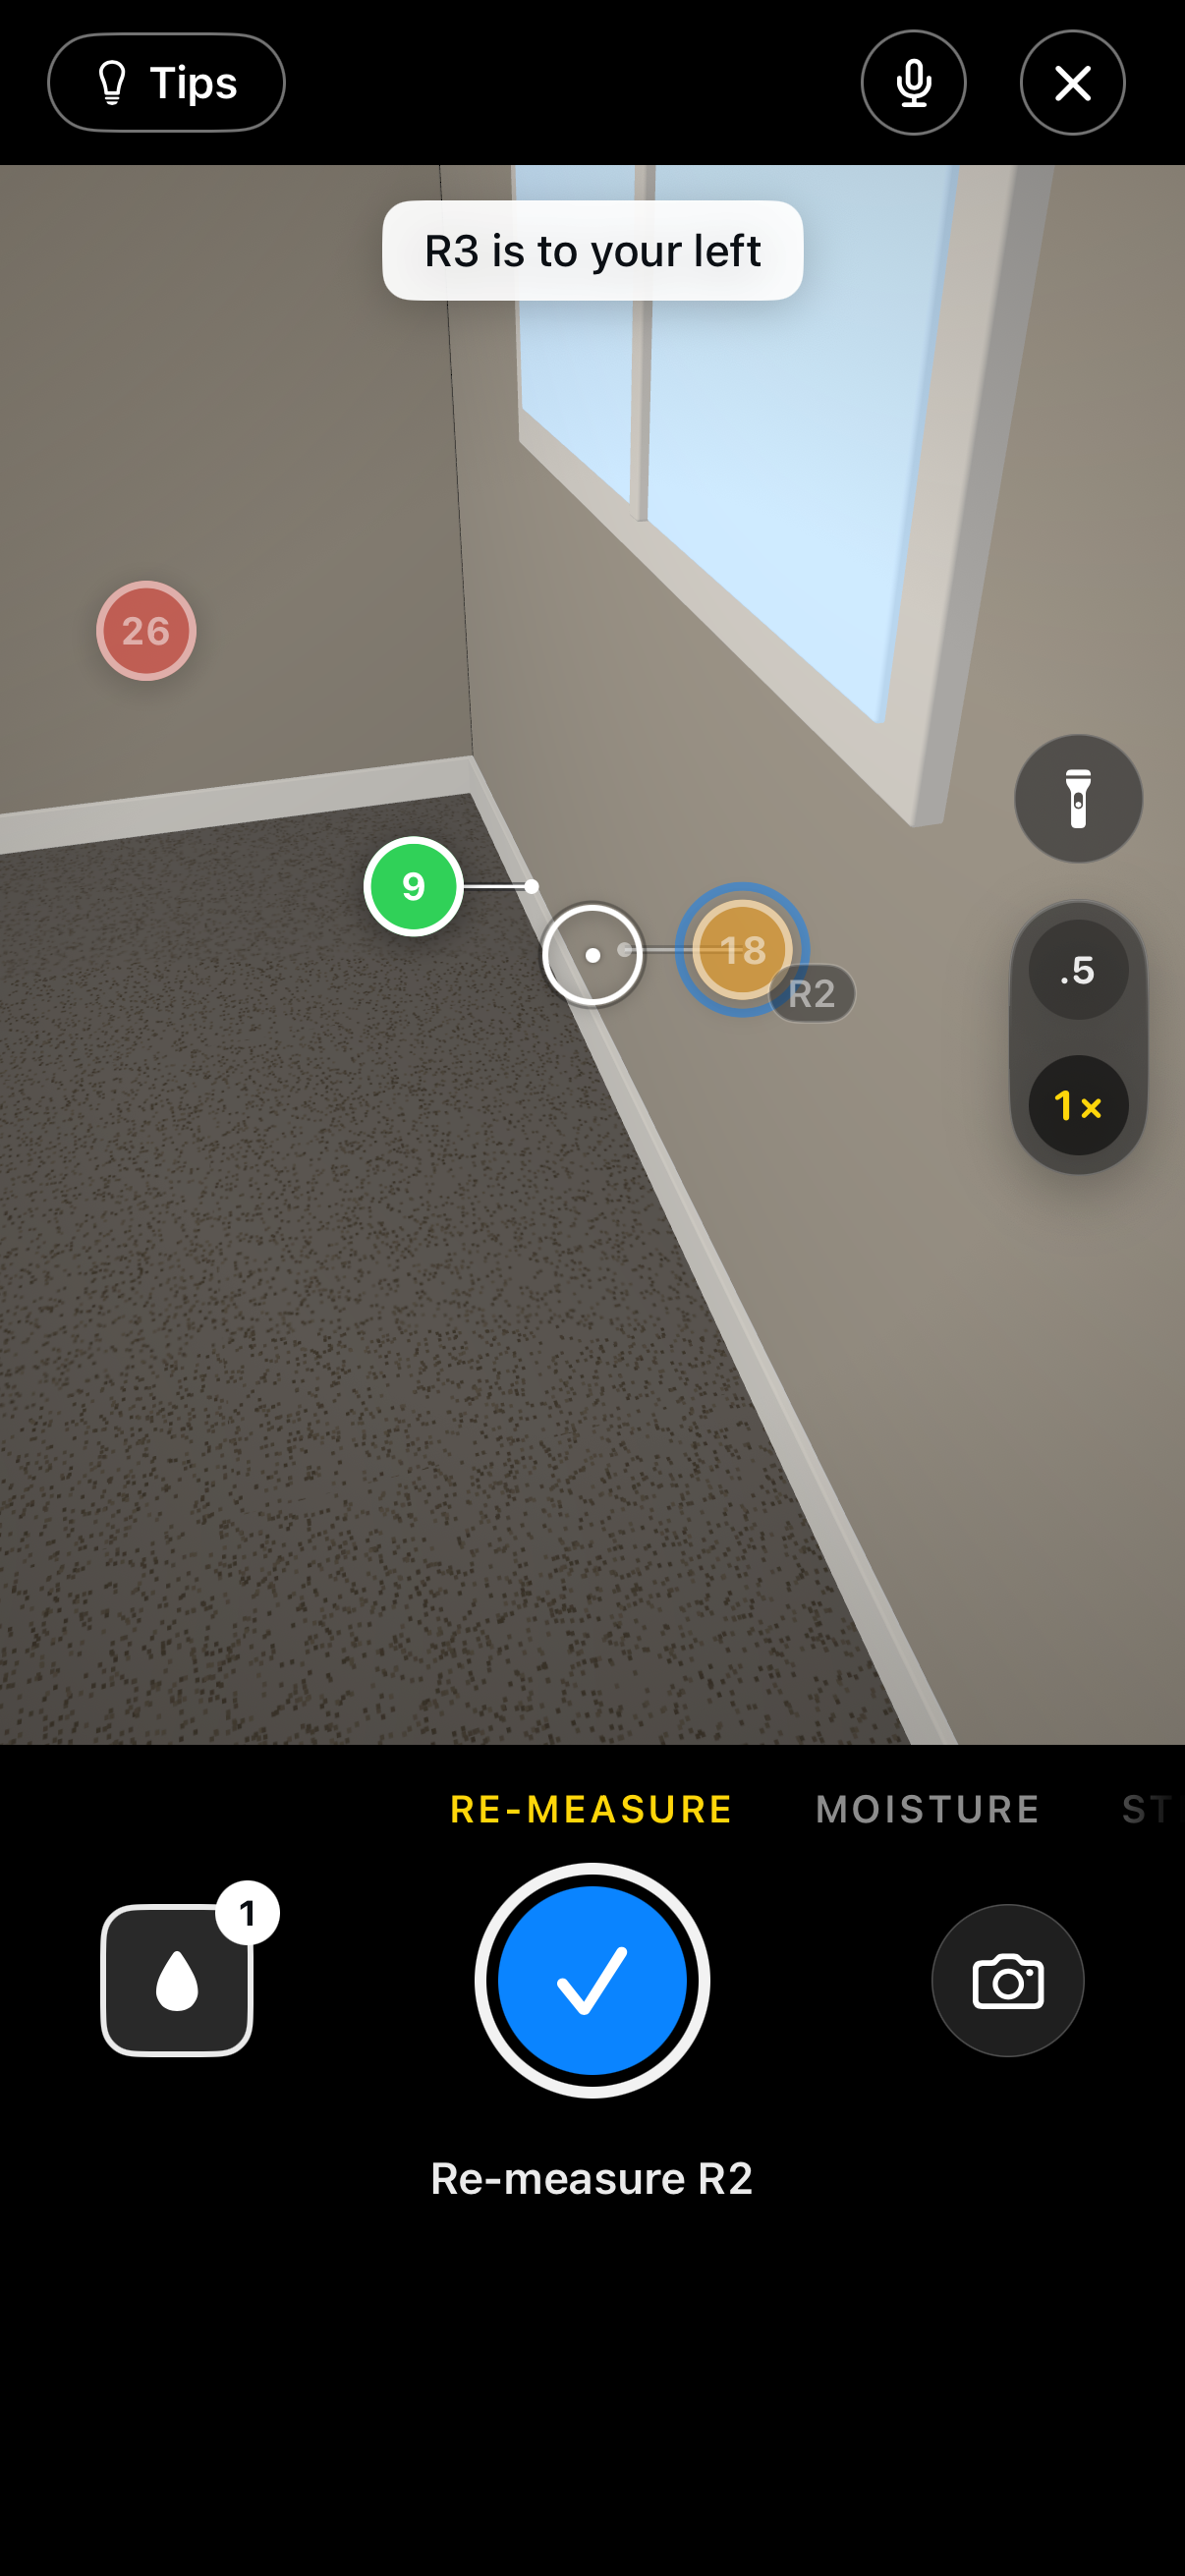 Tips
R3 is to your left
26
9
18
R2
.5
1×
RE-MEASURE
MOISTURE
ST
1
Re-measure R2